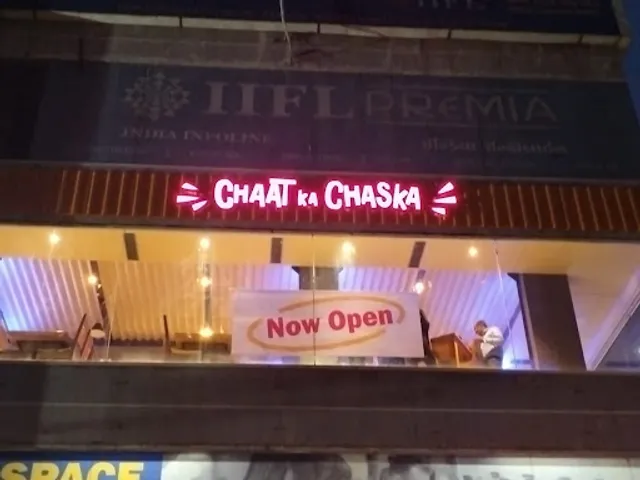 IIFL PREMIA
INDIA INFOLINE
CHAAT KA CHASKA
Now Open
SPACE